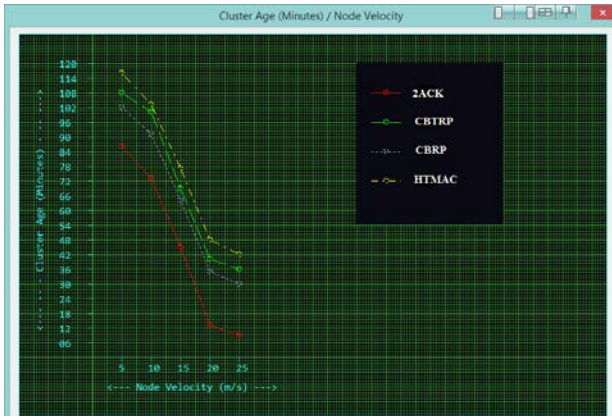 Cluster Age (Minutes) / Node Velocity
120
114
108
102
96
90
84
78
72
66
60
54
48
42
36
30
24
18
12
06
<--- Cluster Age (Minutes) --->
5 10 15 20 25
<--- Node Velocity (m/s) --->
2ACK
CBTRP
CBRP
HTMAC